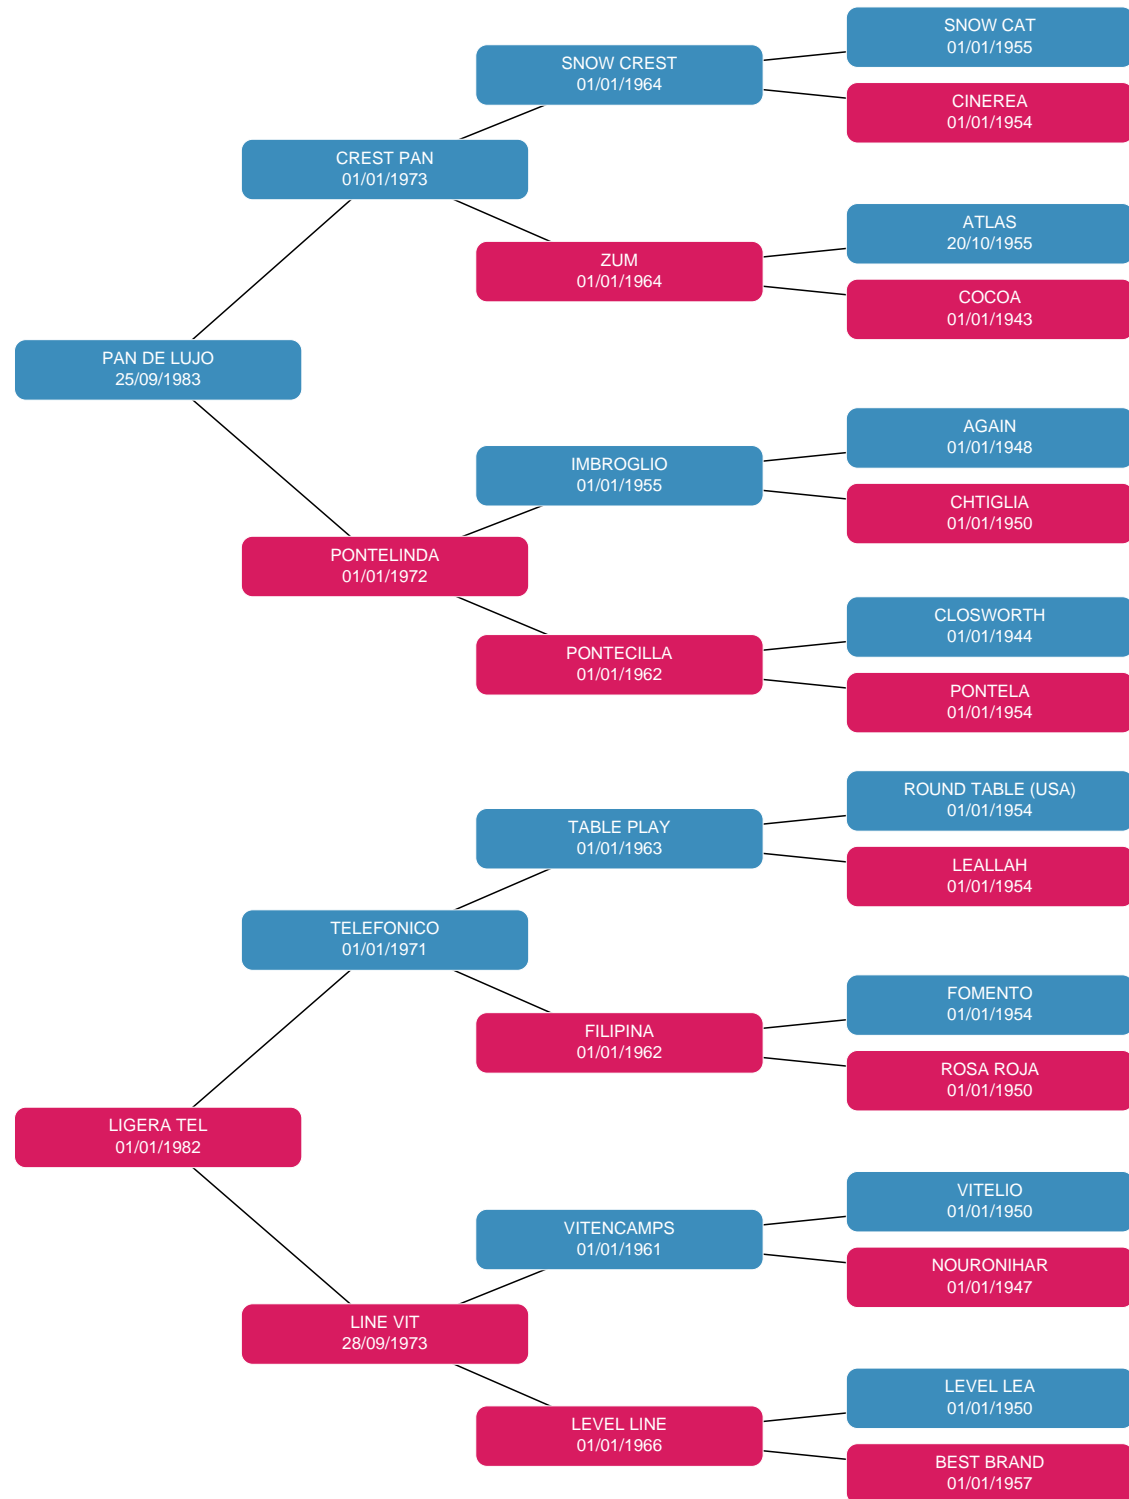 SNOW CAT
01/01/1955
SNOW CREST
01/01/1964
CINEREA
01/01/1954
CREST PAN
01/01/1973
ATLAS
20/10/1955
ZUM
01/01/1964
COCOA
01/01/1943
PAN DE LUJO
25/09/1983
AGAIN
01/01/1948
IMBROGLIO
01/01/1955
CHTIGLIA
01/01/1950
PONTELINDA
01/01/1972
CLOSWORTH
01/01/1944
PONTECILLA
01/01/1962
PONTELA
01/01/1954
ROUND TABLE (USA)
01/01/1954
TABLE PLAY
01/01/1963
LEALLAH
01/01/1954
TELEFONICO
01/01/1971
FOMENTO
01/01/1954
FILIPINA
01/01/1962
ROSA ROJA
01/01/1950
LIGERA TEL
01/01/1982
VITELIO
01/01/1950
VITENCAMPS
01/01/1961
NOURONIHAR
01/01/1947
LINE VIT
28/09/1973
LEVEL LEA
01/01/1950
LEVEL LINE
01/01/1966
BEST BRAND
01/01/1957